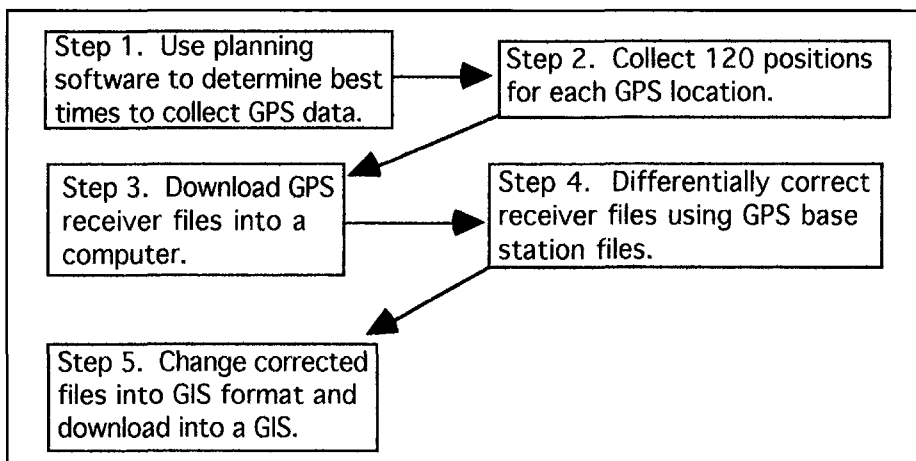 Step 1. Use planning
software to determine best
times to collect GPS data.
Step 2. Collect 120 positions
for each GPS location.
Step 3. Download GPS
receiver files into a
computer.
Step 4. Differentially correct
receiver files using GPS base
station files.
Step 5. Change corrected
files into GIS format and
download into a GIS.